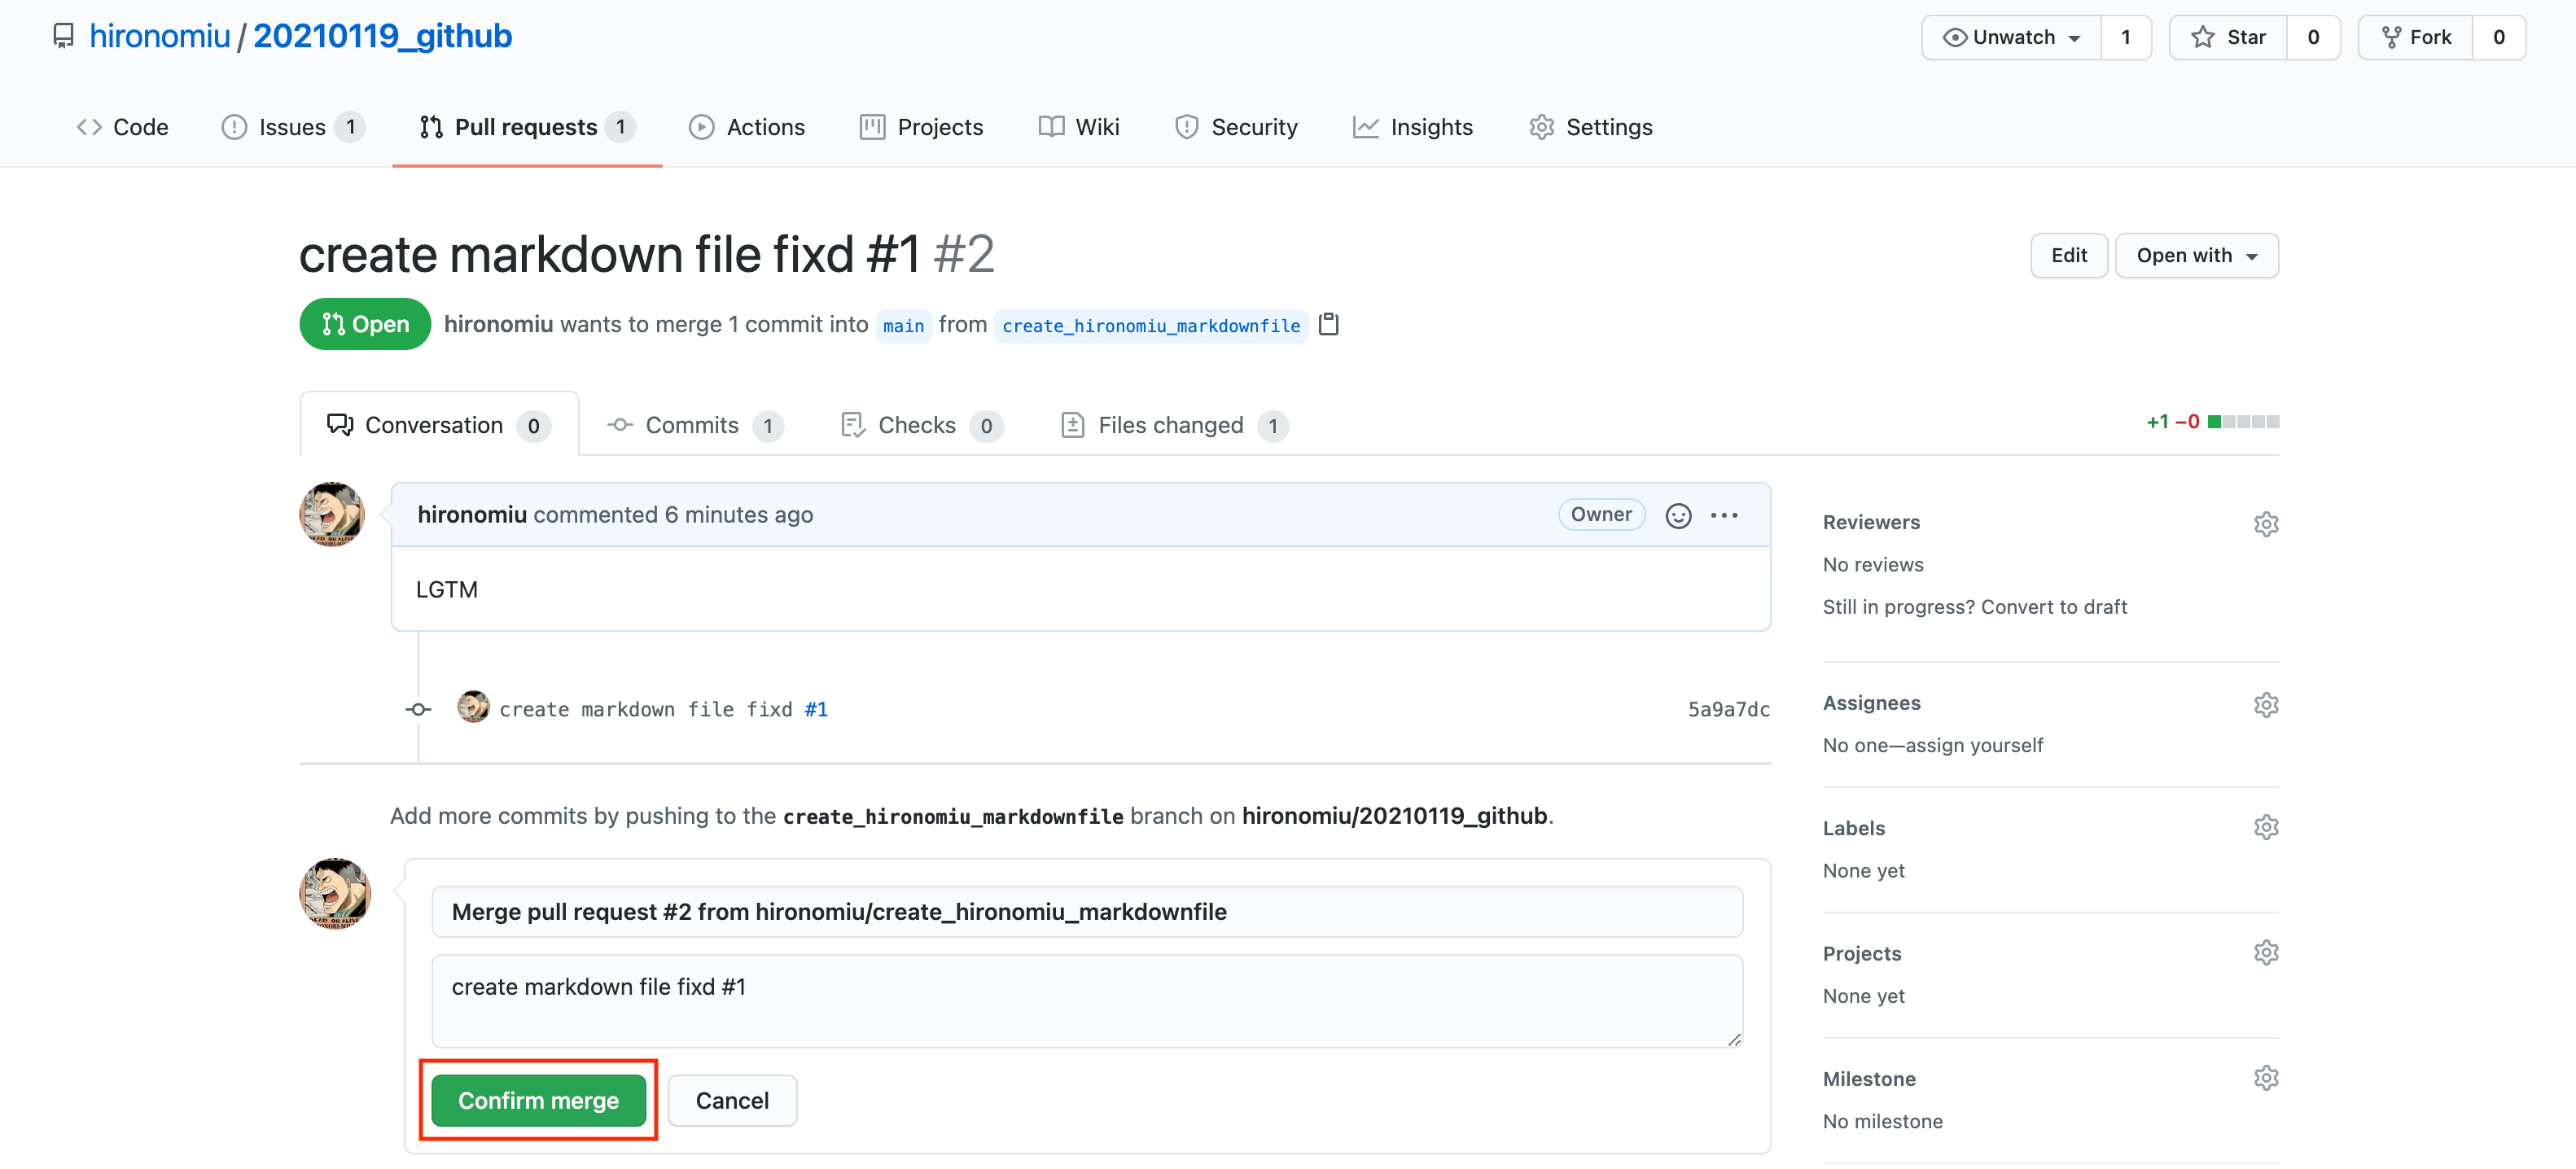 hironomiu / 20210119_github
Unwatch 1 Star 0 Fork 0
Code Issues 1 Pull requests 1 Actions Projects Wiki Security Insights Settings
create markdown file fixd #1 #2
Edit Open with
Open hironomiu wants to merge 1 commit into main from create_hironomiu_markdownfile
Conversation 0 Commits 1 Checks 0 Files changed 1
+1 −0
hironomiu commented 6 minutes ago
Owner
LGTM
create markdown file fixd #1
5a9a7dc
Add more commits by pushing to the create_hironomiu_markdownfile branch on hironomiu/20210119_github.
Merge pull request #2 from hironomiu/create_hironomiu_markdownfile
create markdown file fixd #1
Confirm merge Cancel
Reviewers
No reviews
Still in progress? Convert to draft
Assignees
No one—assign yourself
Labels
None yet
Projects
None yet
Milestone
No milestone